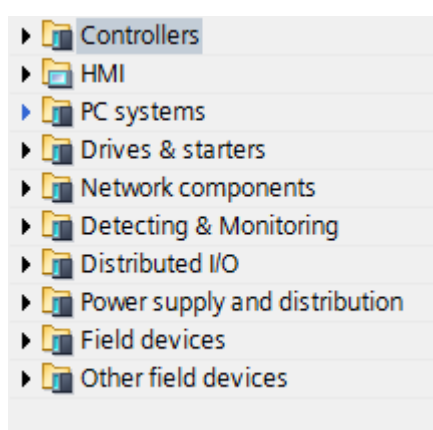 Controllers
HMI
PC systems
Drives & starters
Network components
Detecting & Monitoring
Distributed I/O
Power supply and distribution
Field devices
Other field devices